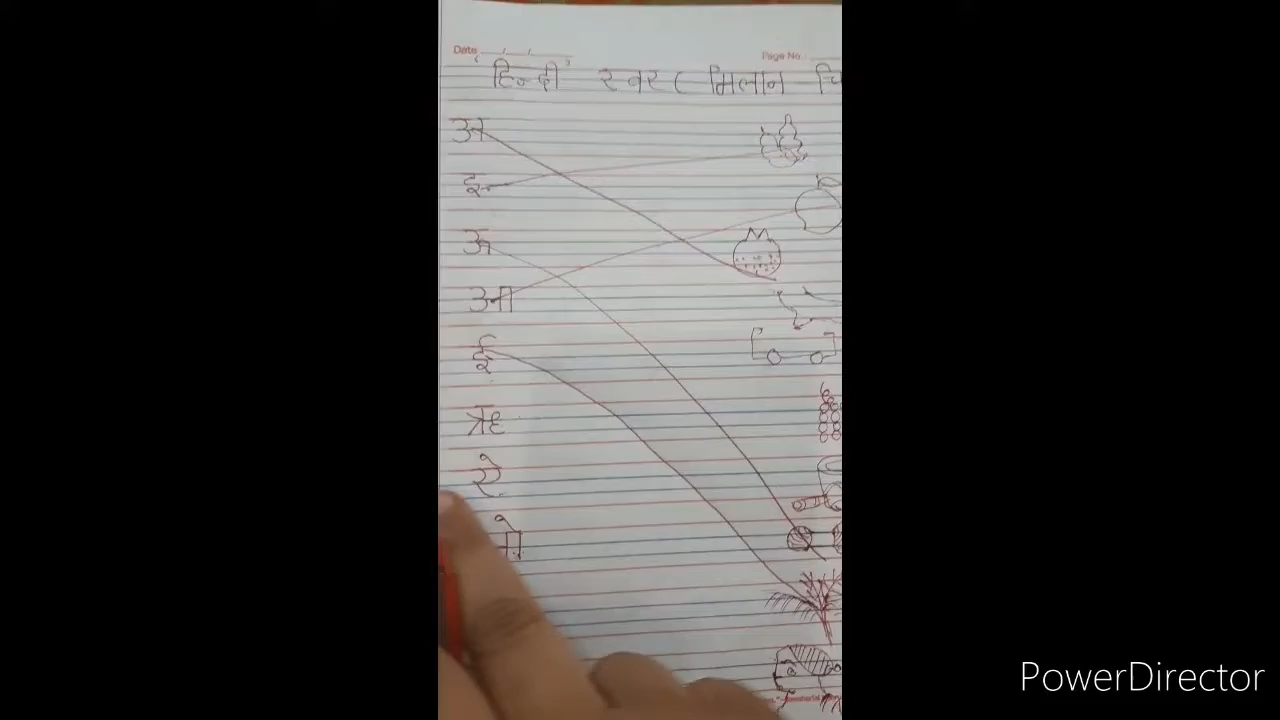 Date
Page No.
हिन्दी स्वर ( मिलान
अ
इ
उ
आ
ई
ऋ
ऐ
PowerDirector